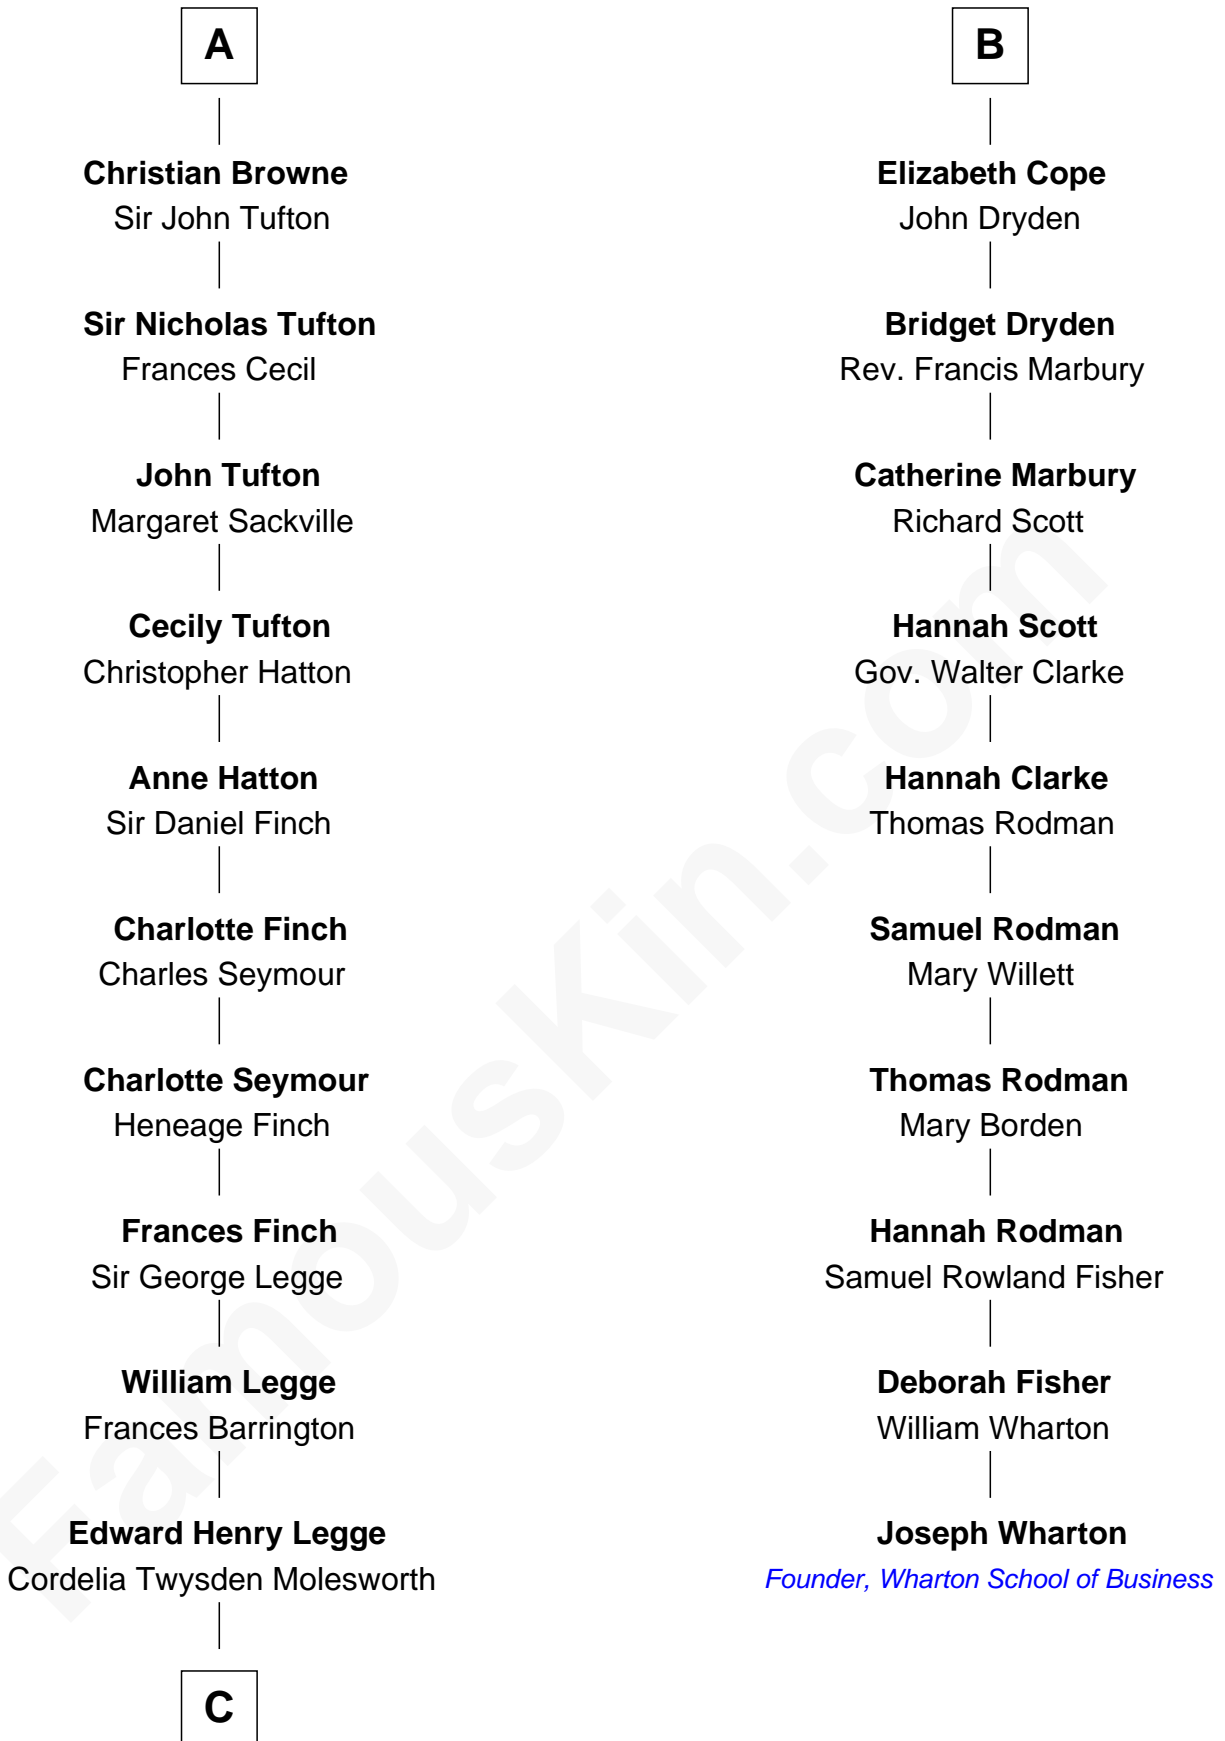 A
Christian Browne
Sir John Tufton
Sir Nicholas Tufton
Frances Cecil
John Tufton
Margaret Sackville
Cecily Tufton
Christopher Hatton
Anne Hatton
Sir Daniel Finch
Charlotte Finch
Charles Seymour
Charlotte Seymour
Heneage Finch
Frances Finch
Sir George Legge
William Legge
Frances Barrington
Edward Henry Legge
Cordelia Twysden Molesworth
C
B
Elizabeth Cope
John Dryden
Bridget Dryden
Rev. Francis Marbury
Catherine Marbury
Richard Scott
Hannah Scott
Gov. Walter Clarke
Hannah Clarke
Thomas Rodman
Samuel Rodman
Mary Willett
Thomas Rodman
Mary Borden
Hannah Rodman
Samuel Rowland Fisher
Deborah Fisher
William Wharton
Joseph Wharton
Founder, Wharton School of Business
FamousKin.com